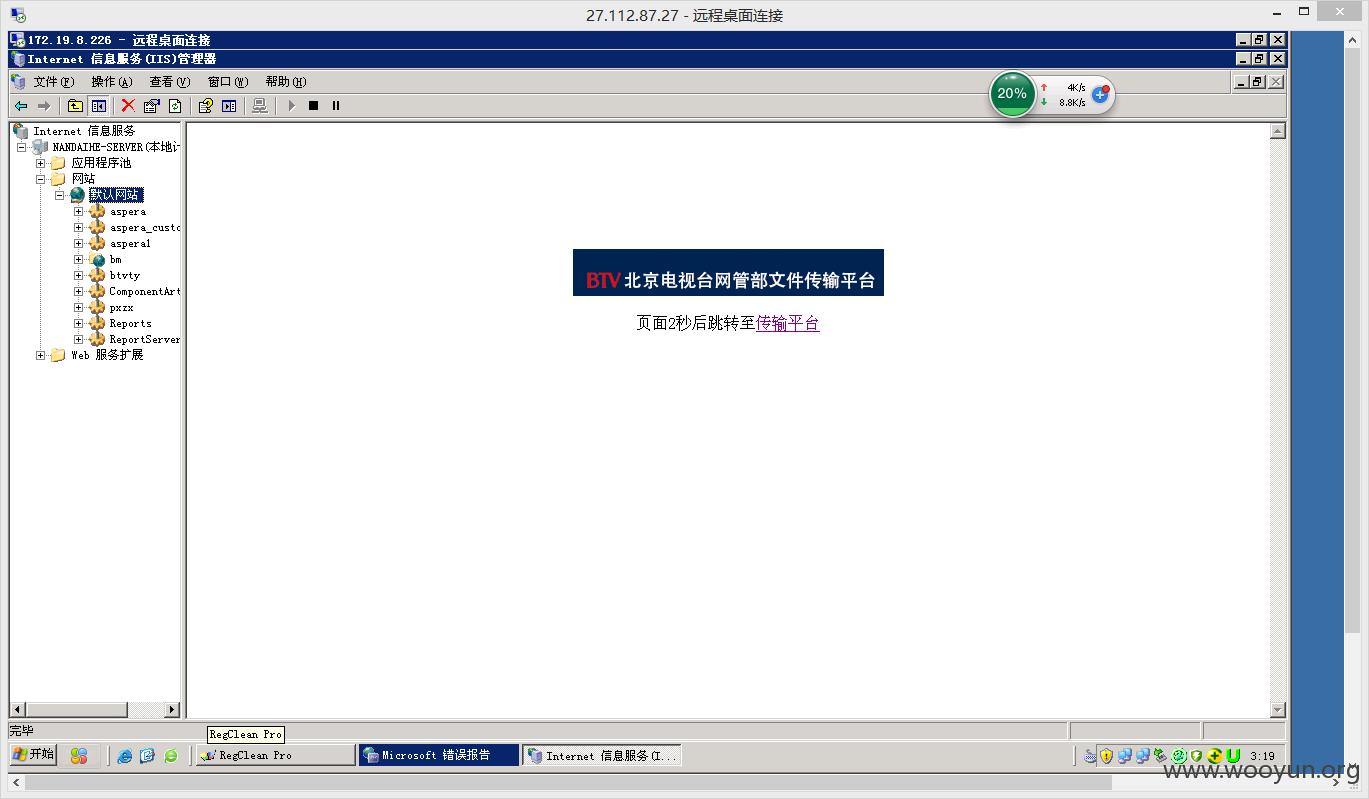 27.112.87.27 - 远程桌面连接
172.19.8.226 - 远程桌面连接
Internet 信息服务(IIS)管理器
文件(F) 操作(A) 查看(V) 窗口(W) 帮助(H)
20%
4K/s
8.8K/s
Internet 信息服务
NANDAIHE-SERVER(本地计
应用程序池
网站
默认网站
aspera
aspera_custo
aspera1
bm
btvty
ComponentArt
pxzx
Reports
ReportServer
Web 服务扩展
BTV 北京电视台网管部文件传输平台
页面2秒后跳转至传输平台
完毕
RegClean Pro
开始
RegClean Pro
Microsoft 错误报告
Internet 信息服务(I...
3:19
www.wooyun.org